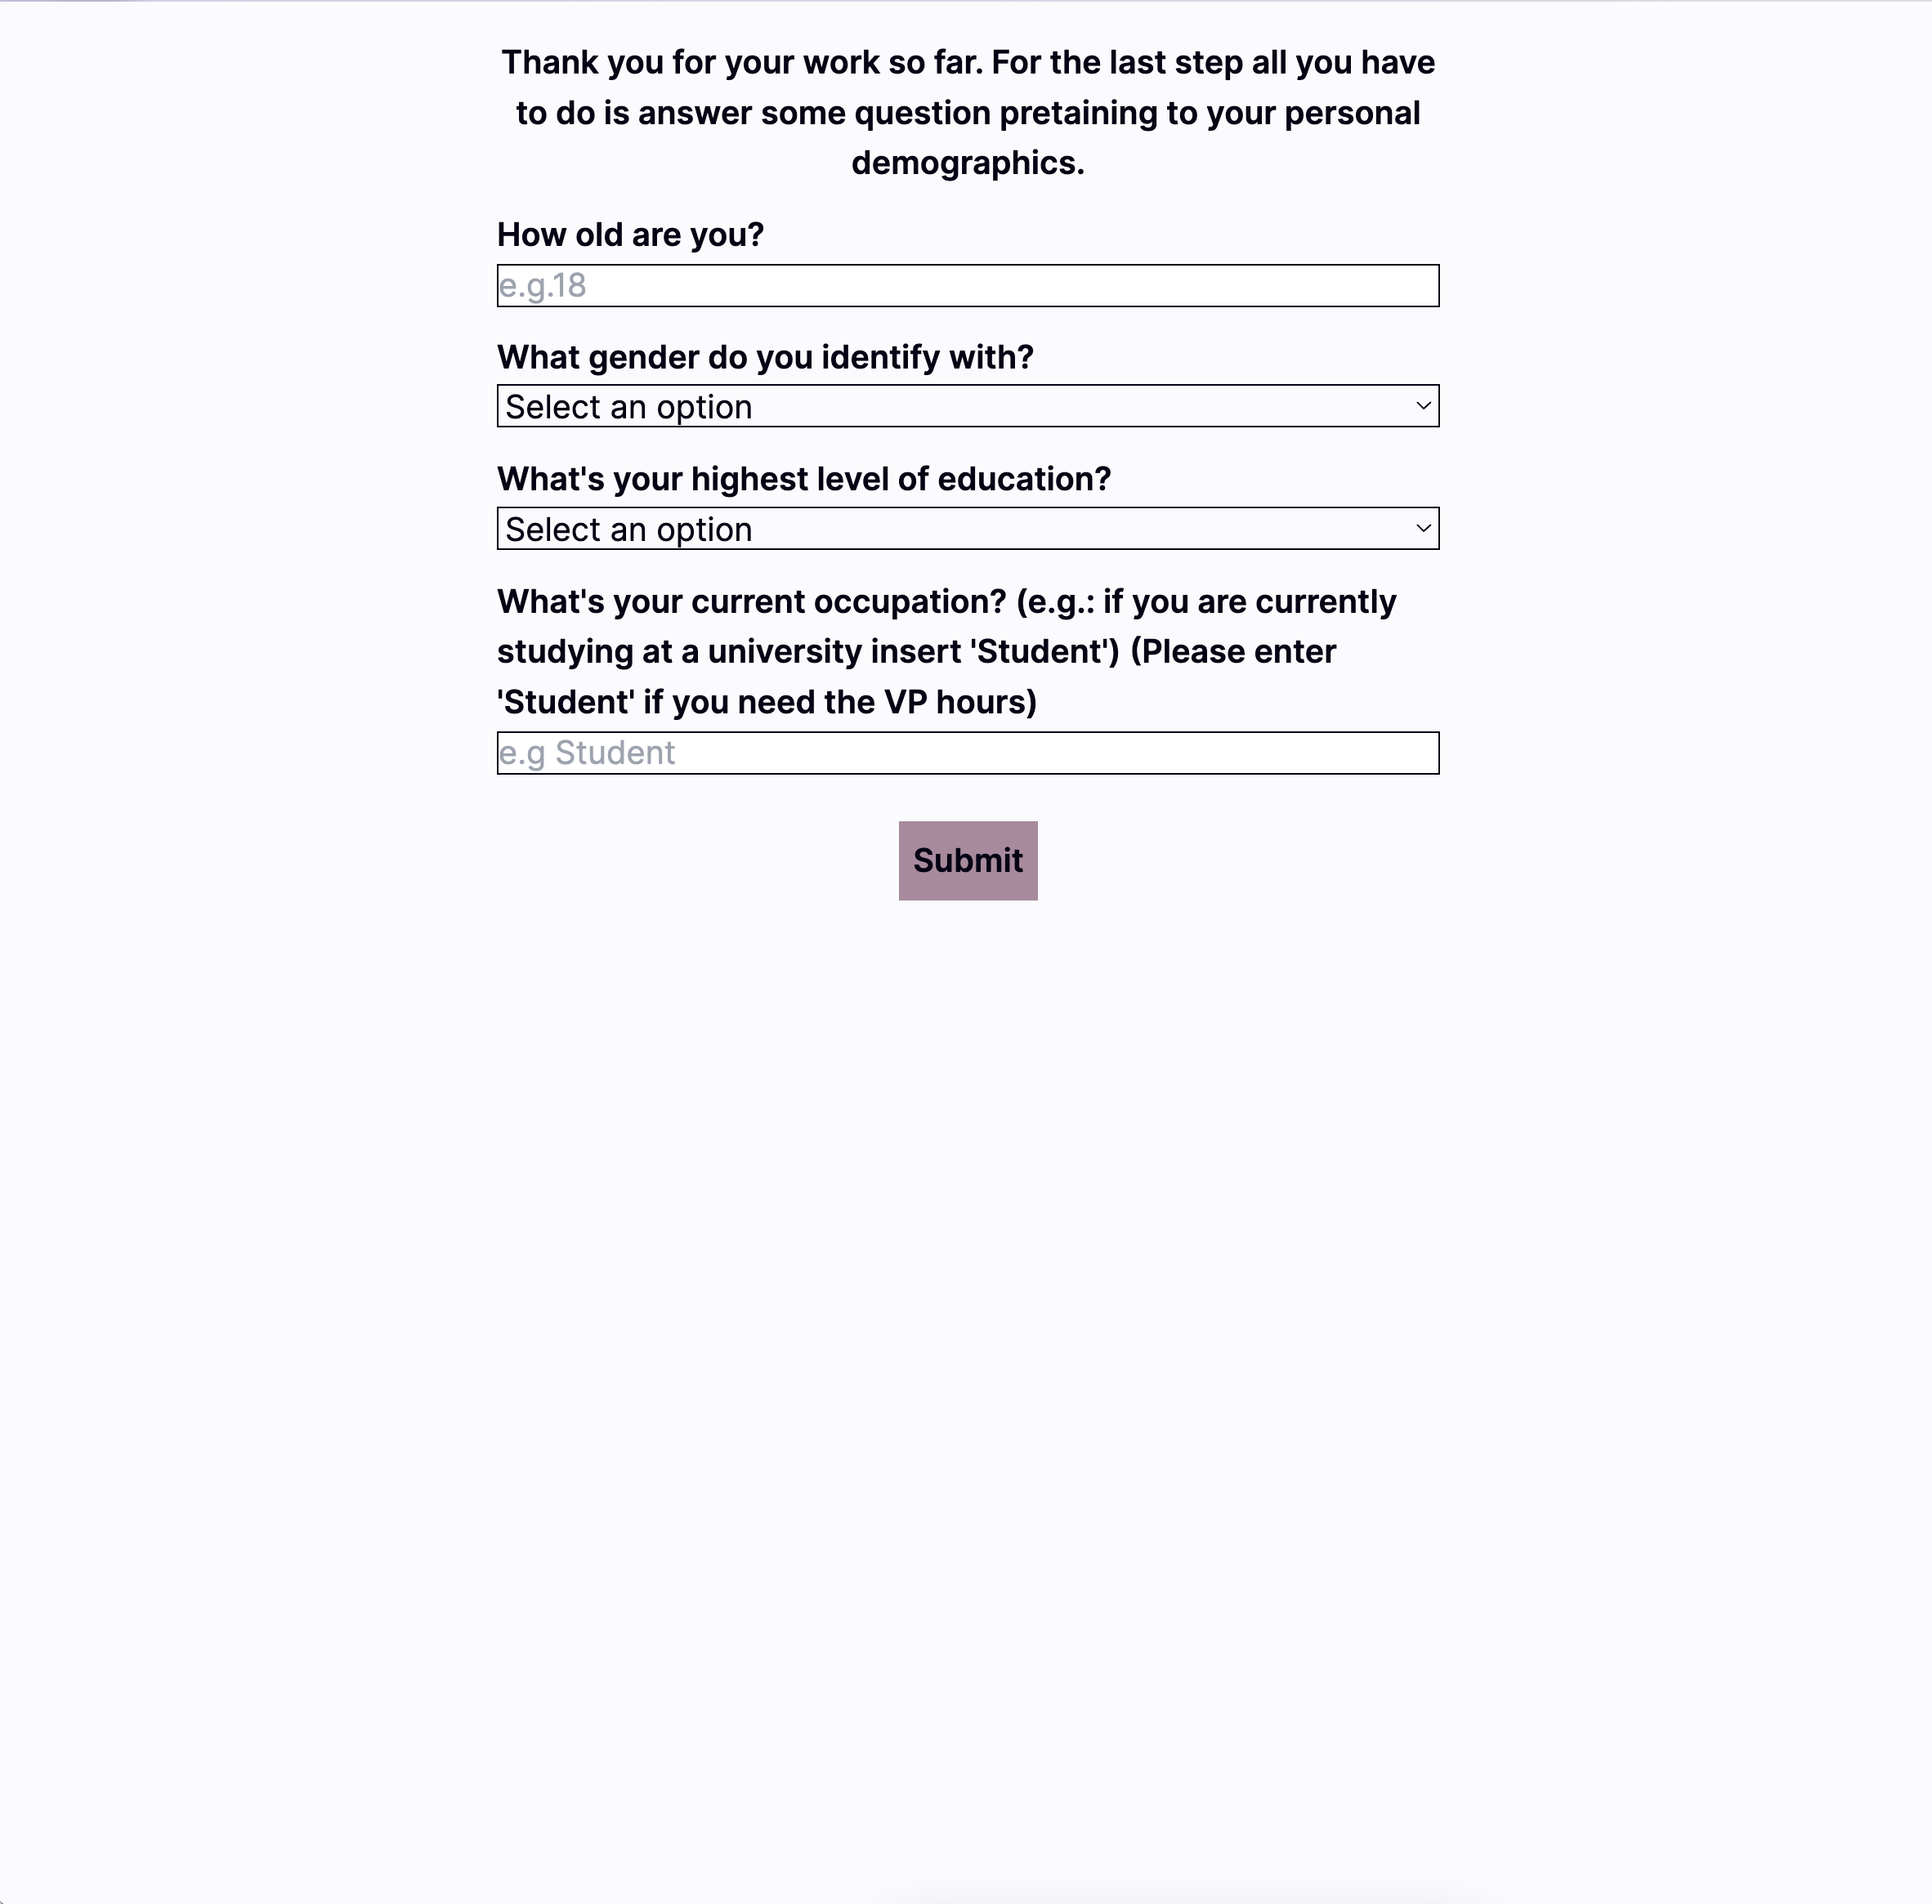 Thank you for your work so far. For the last step all you have
to do is answer some question pretaining to your personal
demographics.
How old are you?
e.g.18
What gender do you identify with?
Select an option
What's your highest level of education?
Select an option
What's your current occupation? (e.g.: if you are currently
studying at a university insert 'Student') (Please enter
'Student' if you need the VP hours)
e.g Student
Submit